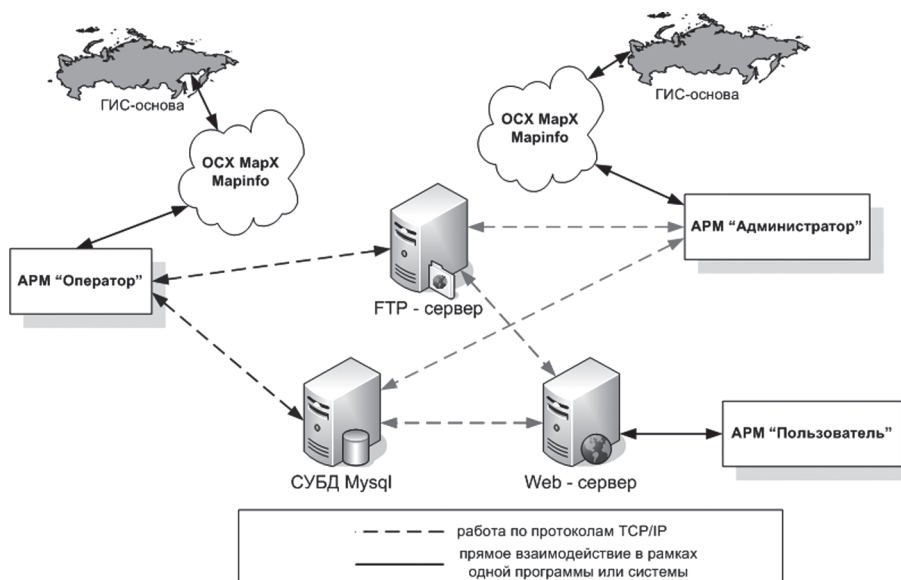 ГИС-основа
ГИС-основа
OCX MapX
Mapinfo
OCX MapX
Mapinfo
АРМ “Администратор”
АРМ “Оператор”
FTP - сервер
АРМ “Пользователь”
СУБД Mysql
Web - сервер
работа по протоколам TCP/IP
прямое взаимодействие в рамках
одной программы или системы